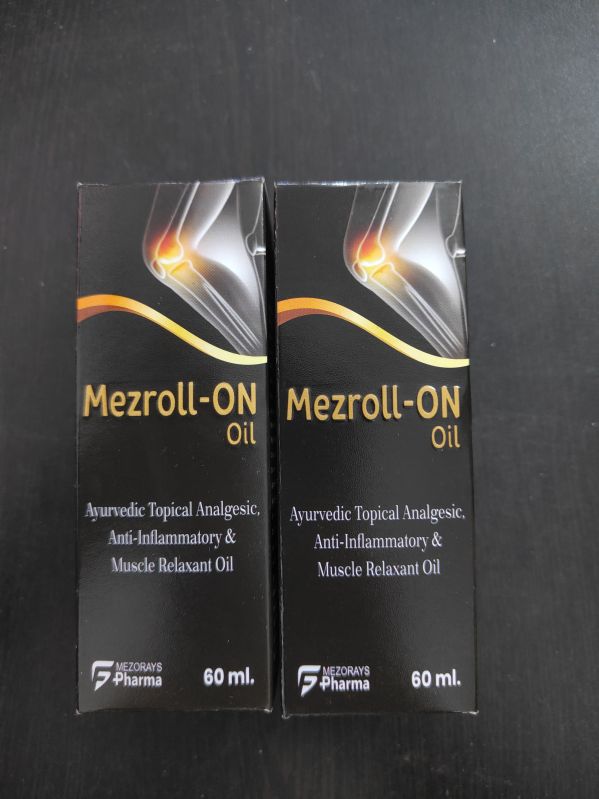 Mezroll-ON
Oil
Ayurvedic Topical Analgesic,
Anti-Inflammatory &
Muscle Relaxant Oil
MEZORAYS
Pharma
60 ml.
Mezroll-ON
Oil
Ayurvedic Topical Analgesic,
Anti-Inflammatory &
Muscle Relaxant Oil
MEZORAYS
Pharma
60 ml.